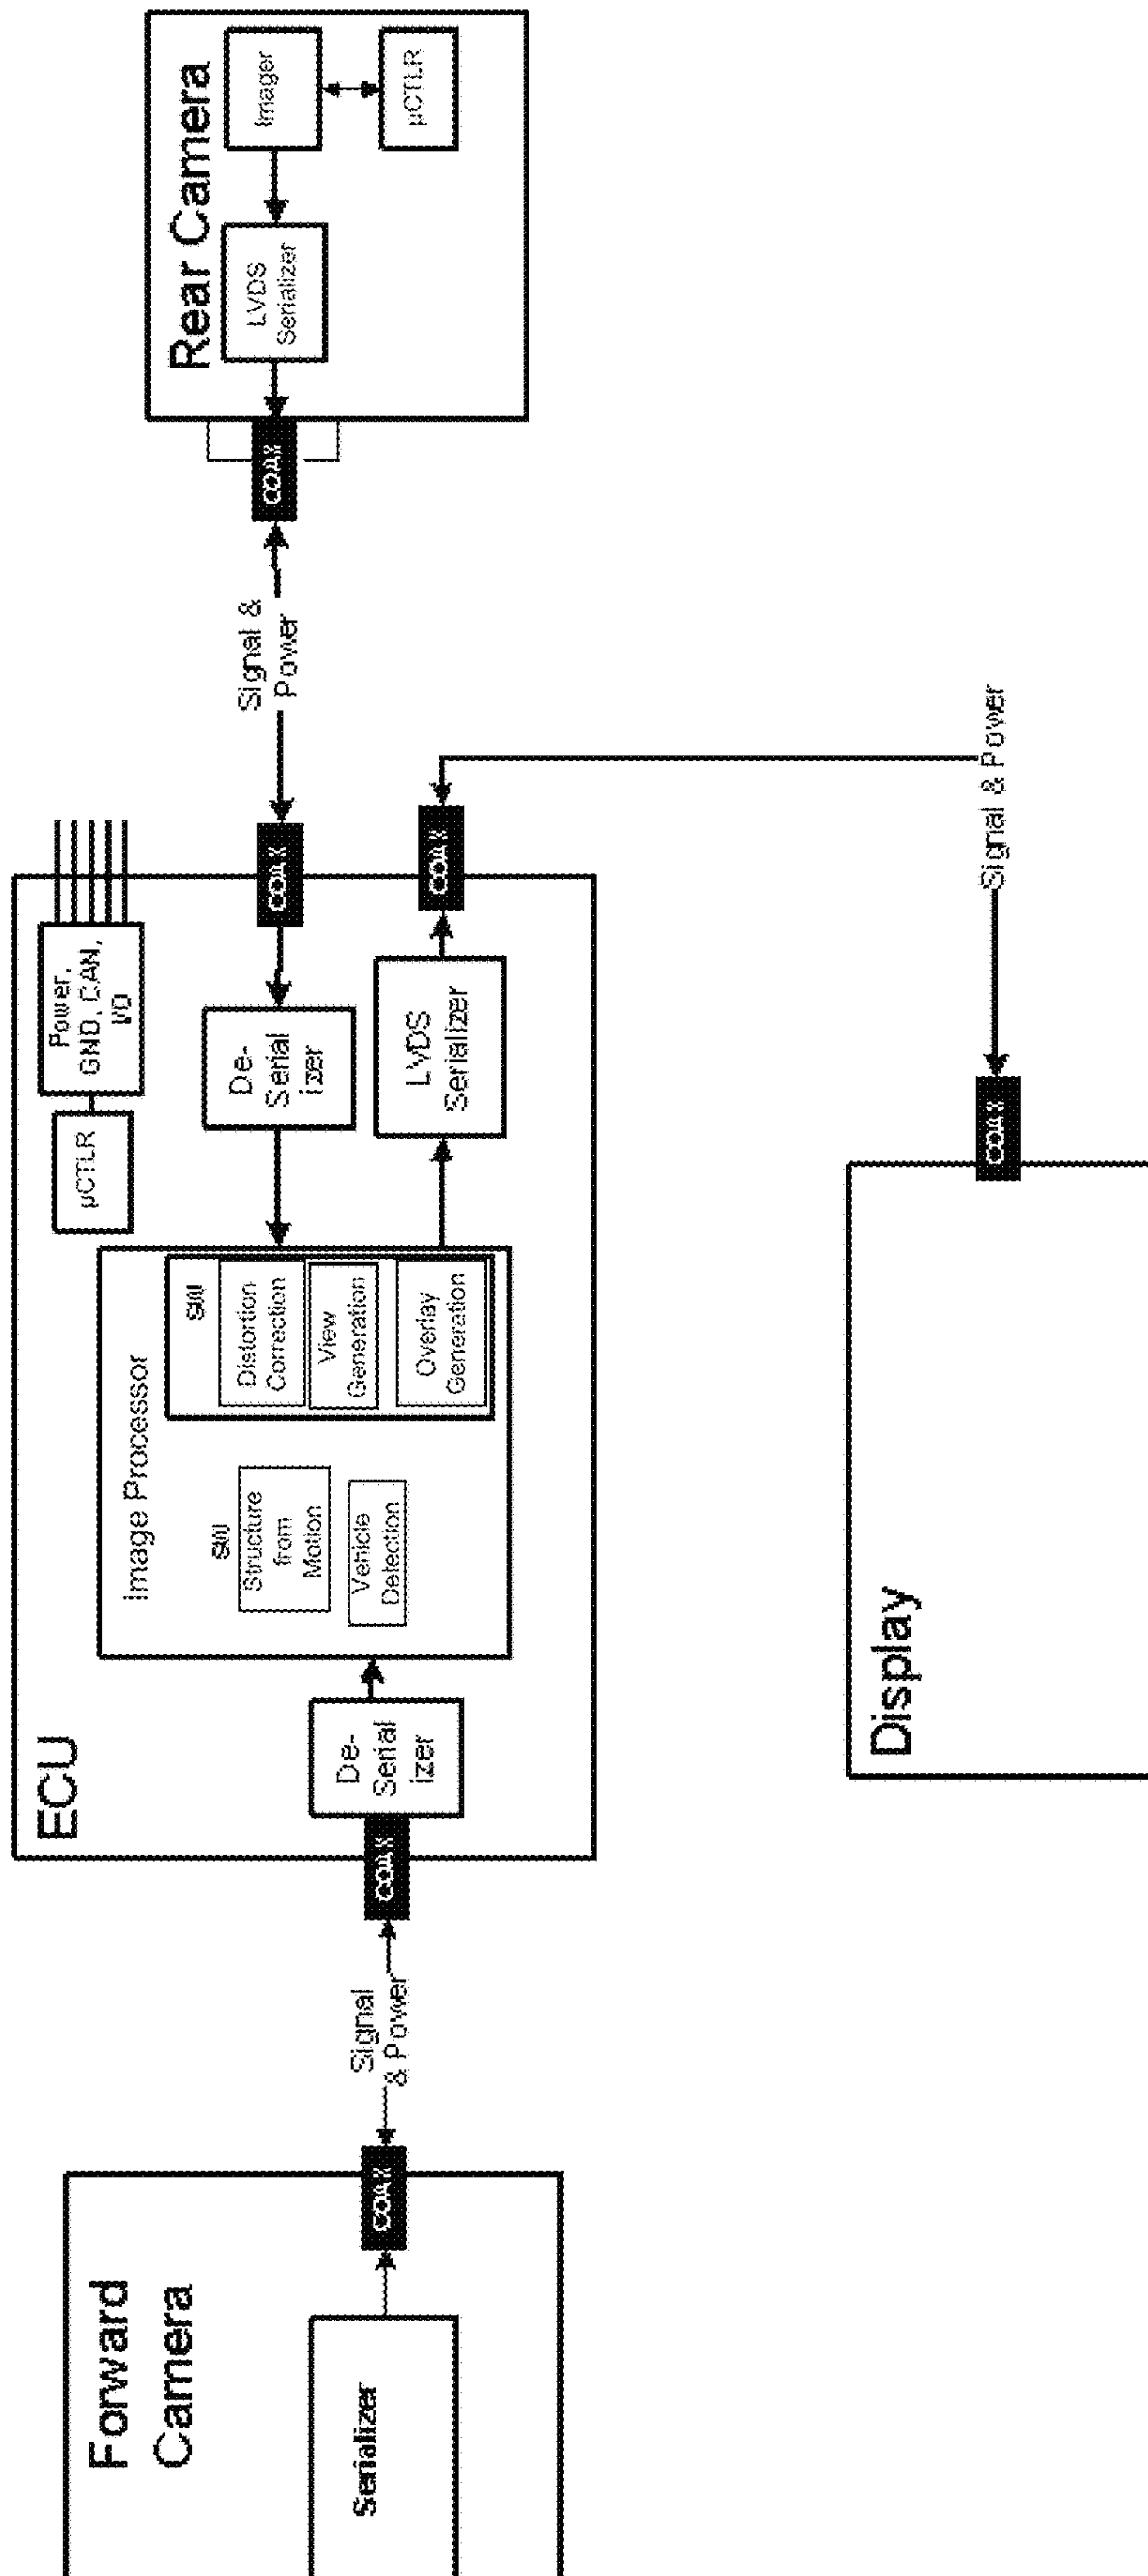 Forward
Camera
Serializer
COAX
Signal
& Power
ECU
COAX
De-
Serial
izer
Image Processor
SW
Structure
from
Motion
Vehicle
Detection
SW
Distortion
Correction
View
Generation
Overlay
Generation
µCTLR
Power,
GND, CAN,
I/O
De-
Serial
izer
LVDS
Serializer
COAX
COAX
Signal &
Power
COAX
Rear Camera
LVDS
Serializer
Imager
µCTLR
Signal & Power
COAX
Display